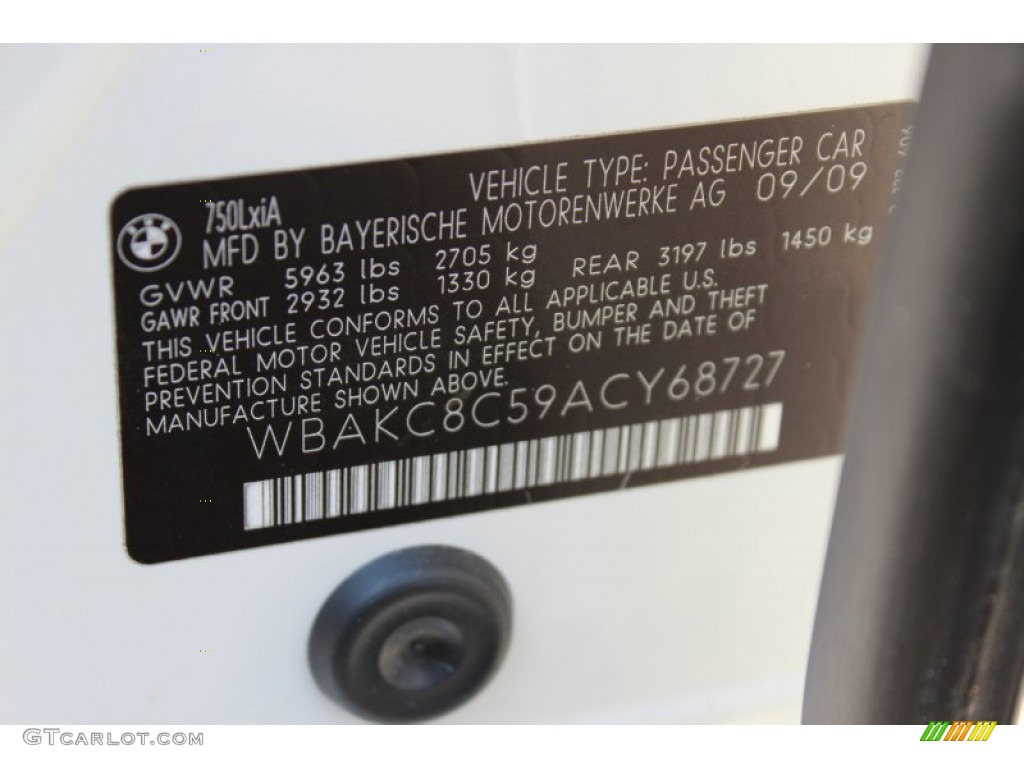 VEHICLE TYPE: PASSENGER CAR
750LxiA
MFD BY BAYERISCHE MOTORENWERKE AG 09/09
GVWR 5963 lbs 2705 kg
GAWR FRONT 2932 lbs 1330 kg REAR 3197 lbs 1450 kg
THIS VEHICLE CONFORMS TO ALL APPLICABLE U.S.
FEDERAL MOTOR VEHICLE SAFETY, BUMPER AND THEFT
PREVENTION STANDARDS IN EFFECT ON THE DATE OF
MANUFACTURE SHOWN ABOVE.
WBAKC8C59ACY68727
GTCARLOT.COM